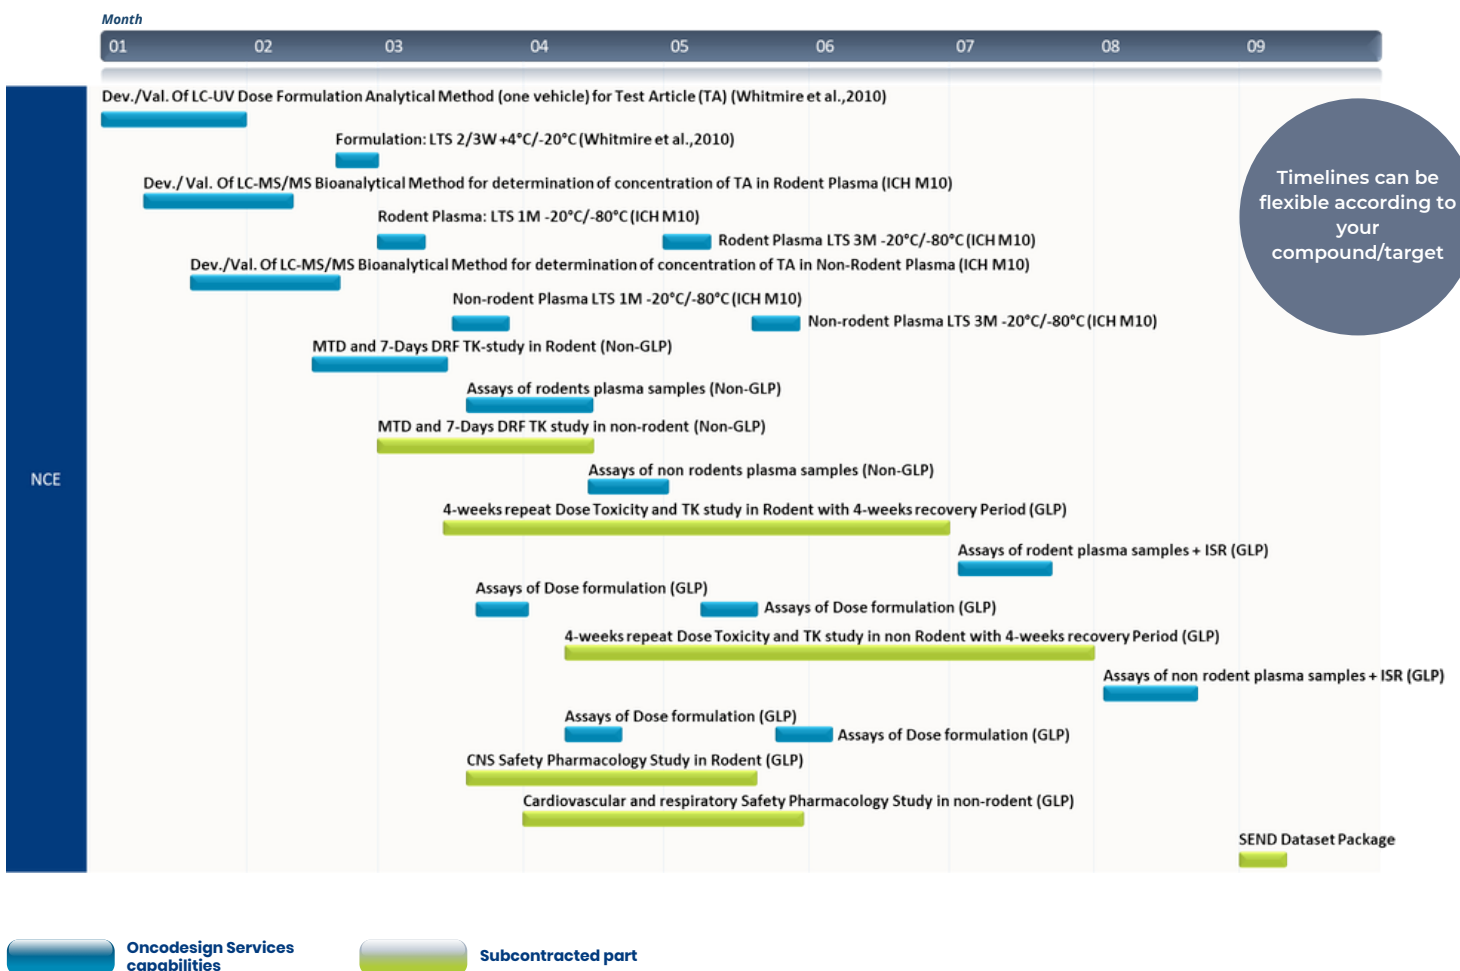 Month
01 02 03 04 05 06 07 08 09
Dev./Val. Of LC-UV Dose Formulation Analytical Method (one vehicle) for Test Article (TA) (Whitmire et al.,2010)
Formulation: LTS 2/3W +4°C/-20°C (Whitmire et al.,2010)
Dev./ Val. Of LC-MS/MS Bioanalytical Method for determination of concentration of TA in Rodent Plasma (ICH M10)
Rodent Plasma: LTS 1M -20°C/-80°C (ICH M10)
Rodent Plasma LTS 3M -20°C/-80°C (ICH M10)
Dev./Val. Of LC-MS/MS Bioanalytical Method for determination of concentration of TA in Non-Rodent Plasma (ICH M10)
Non-rodent Plasma LTS 1M -20°C/-80°C (ICH M10)
Non-rodent Plasma LTS 3M -20°C/-80°C (ICH M10)
MTD and 7-Days DRF TK-study in Rodent (Non-GLP)
Assays of rodents plasma samples (Non-GLP)
MTD and 7-Days DRF TK study in non-rodent (Non-GLP)
Assays of non rodents plasma samples (Non-GLP)
NCE
4-weeks repeat Dose Toxicity and TK study in Rodent with 4-weeks recovery Period (GLP)
Assays of rodent plasma samples + ISR (GLP)
Assays of Dose formulation (GLP)
Assays of Dose formulation (GLP)
4-weeks repeat Dose Toxicity and TK study in non Rodent with 4-weeks recovery Period (GLP)
Assays of non rodent plasma samples + ISR (GLP)
Assays of Dose formulation (GLP)
Assays of Dose formulation (GLP)
CNS Safety Pharmacology Study in Rodent (GLP)
Cardiovascular and respiratory Safety Pharmacology Study in non-rodent (GLP)
SEND Dataset Package
Timelines can be
flexible according to
your
compound/target
Oncodesign Services
capabilities
Subcontracted part